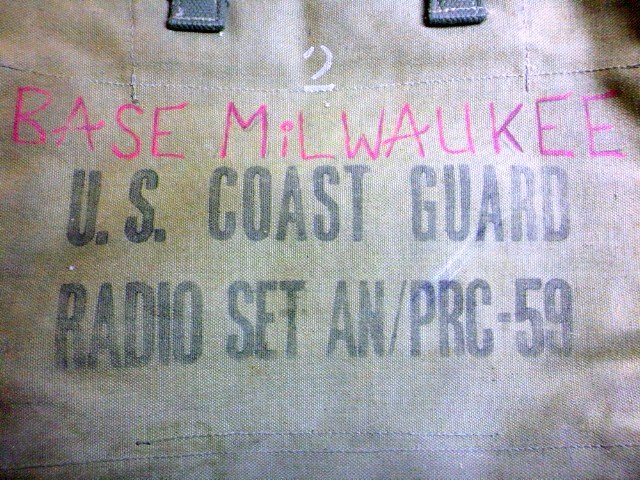 2
BASE MiLWAUKEE
U.S. COAST GUARD
RADIO SET AN/PRC-59